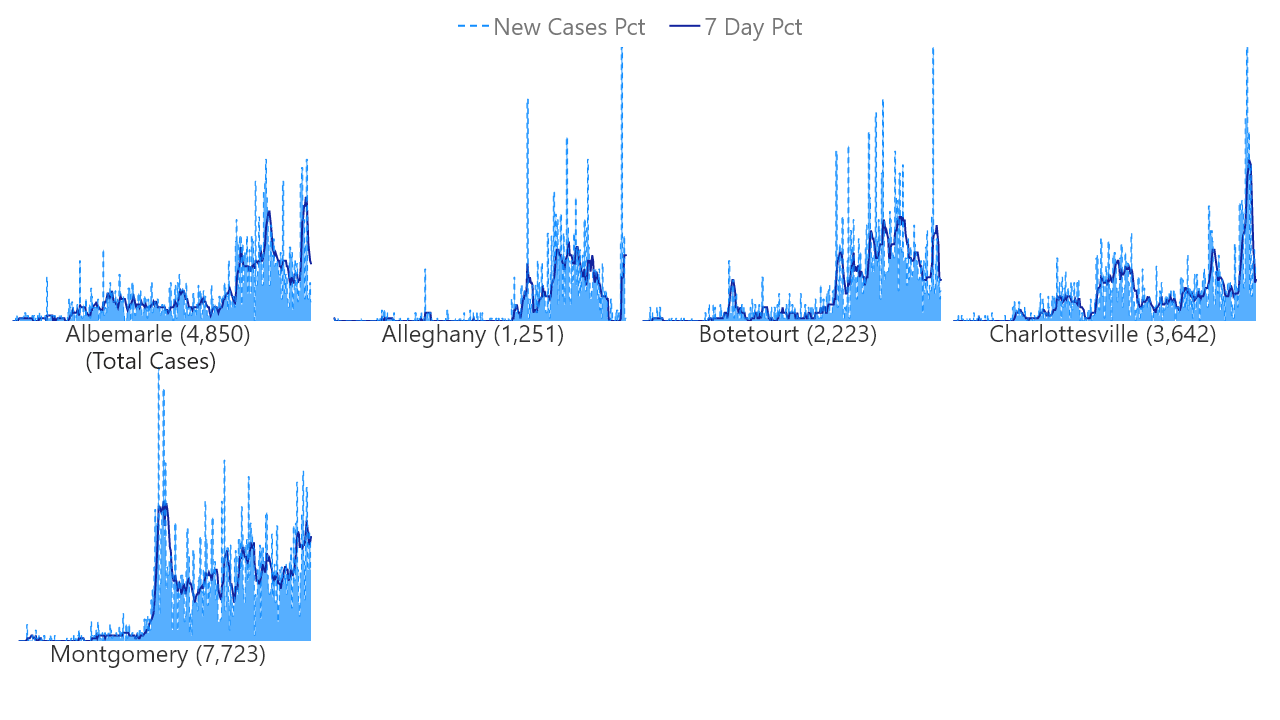 New Cases Pct 7 Day Pct
Albemarle (4,850)
(Total Cases)
Alleghany (1,251)
Botetourt (2,223)
Charlottesville (3,642)
Montgomery (7,723)